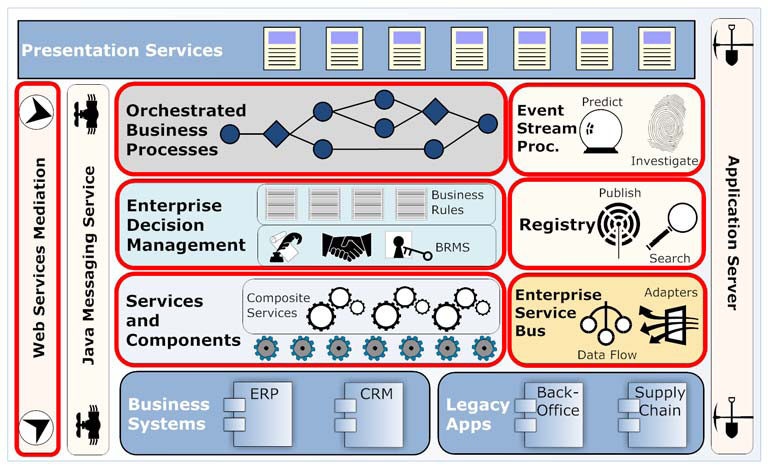 Presentation Services
Web Services Mediation
Java Messaging Service
Orchestrated
Business
Processes
Event
Stream
Proc.
Predict
Investigate
Enterprise
Decision
Management
Business
Rules
BRMS
Registry
Publish
Search
Services
and
Components
Composite
Services
Enterprise
Service
Bus
Adapters
Data Flow
Business
Systems
ERP
CRM
Legacy
Apps
Back-
Office
Supply
Chain
Application Server